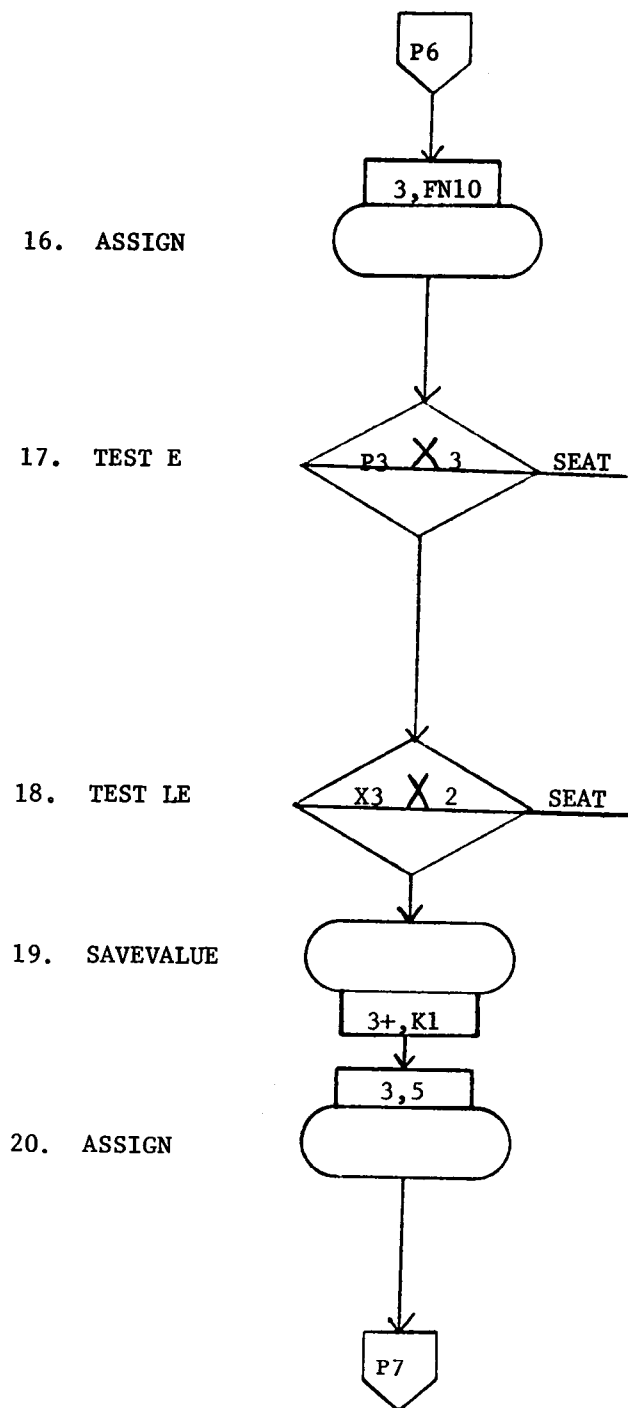 P6
3,FN10
16. ASSIGN
17. TEST E P3 3 SEAT
18. TEST LE X3 2 SEAT
19. SAVEVALUE
3+,K1
3,5
20. ASSIGN
P7